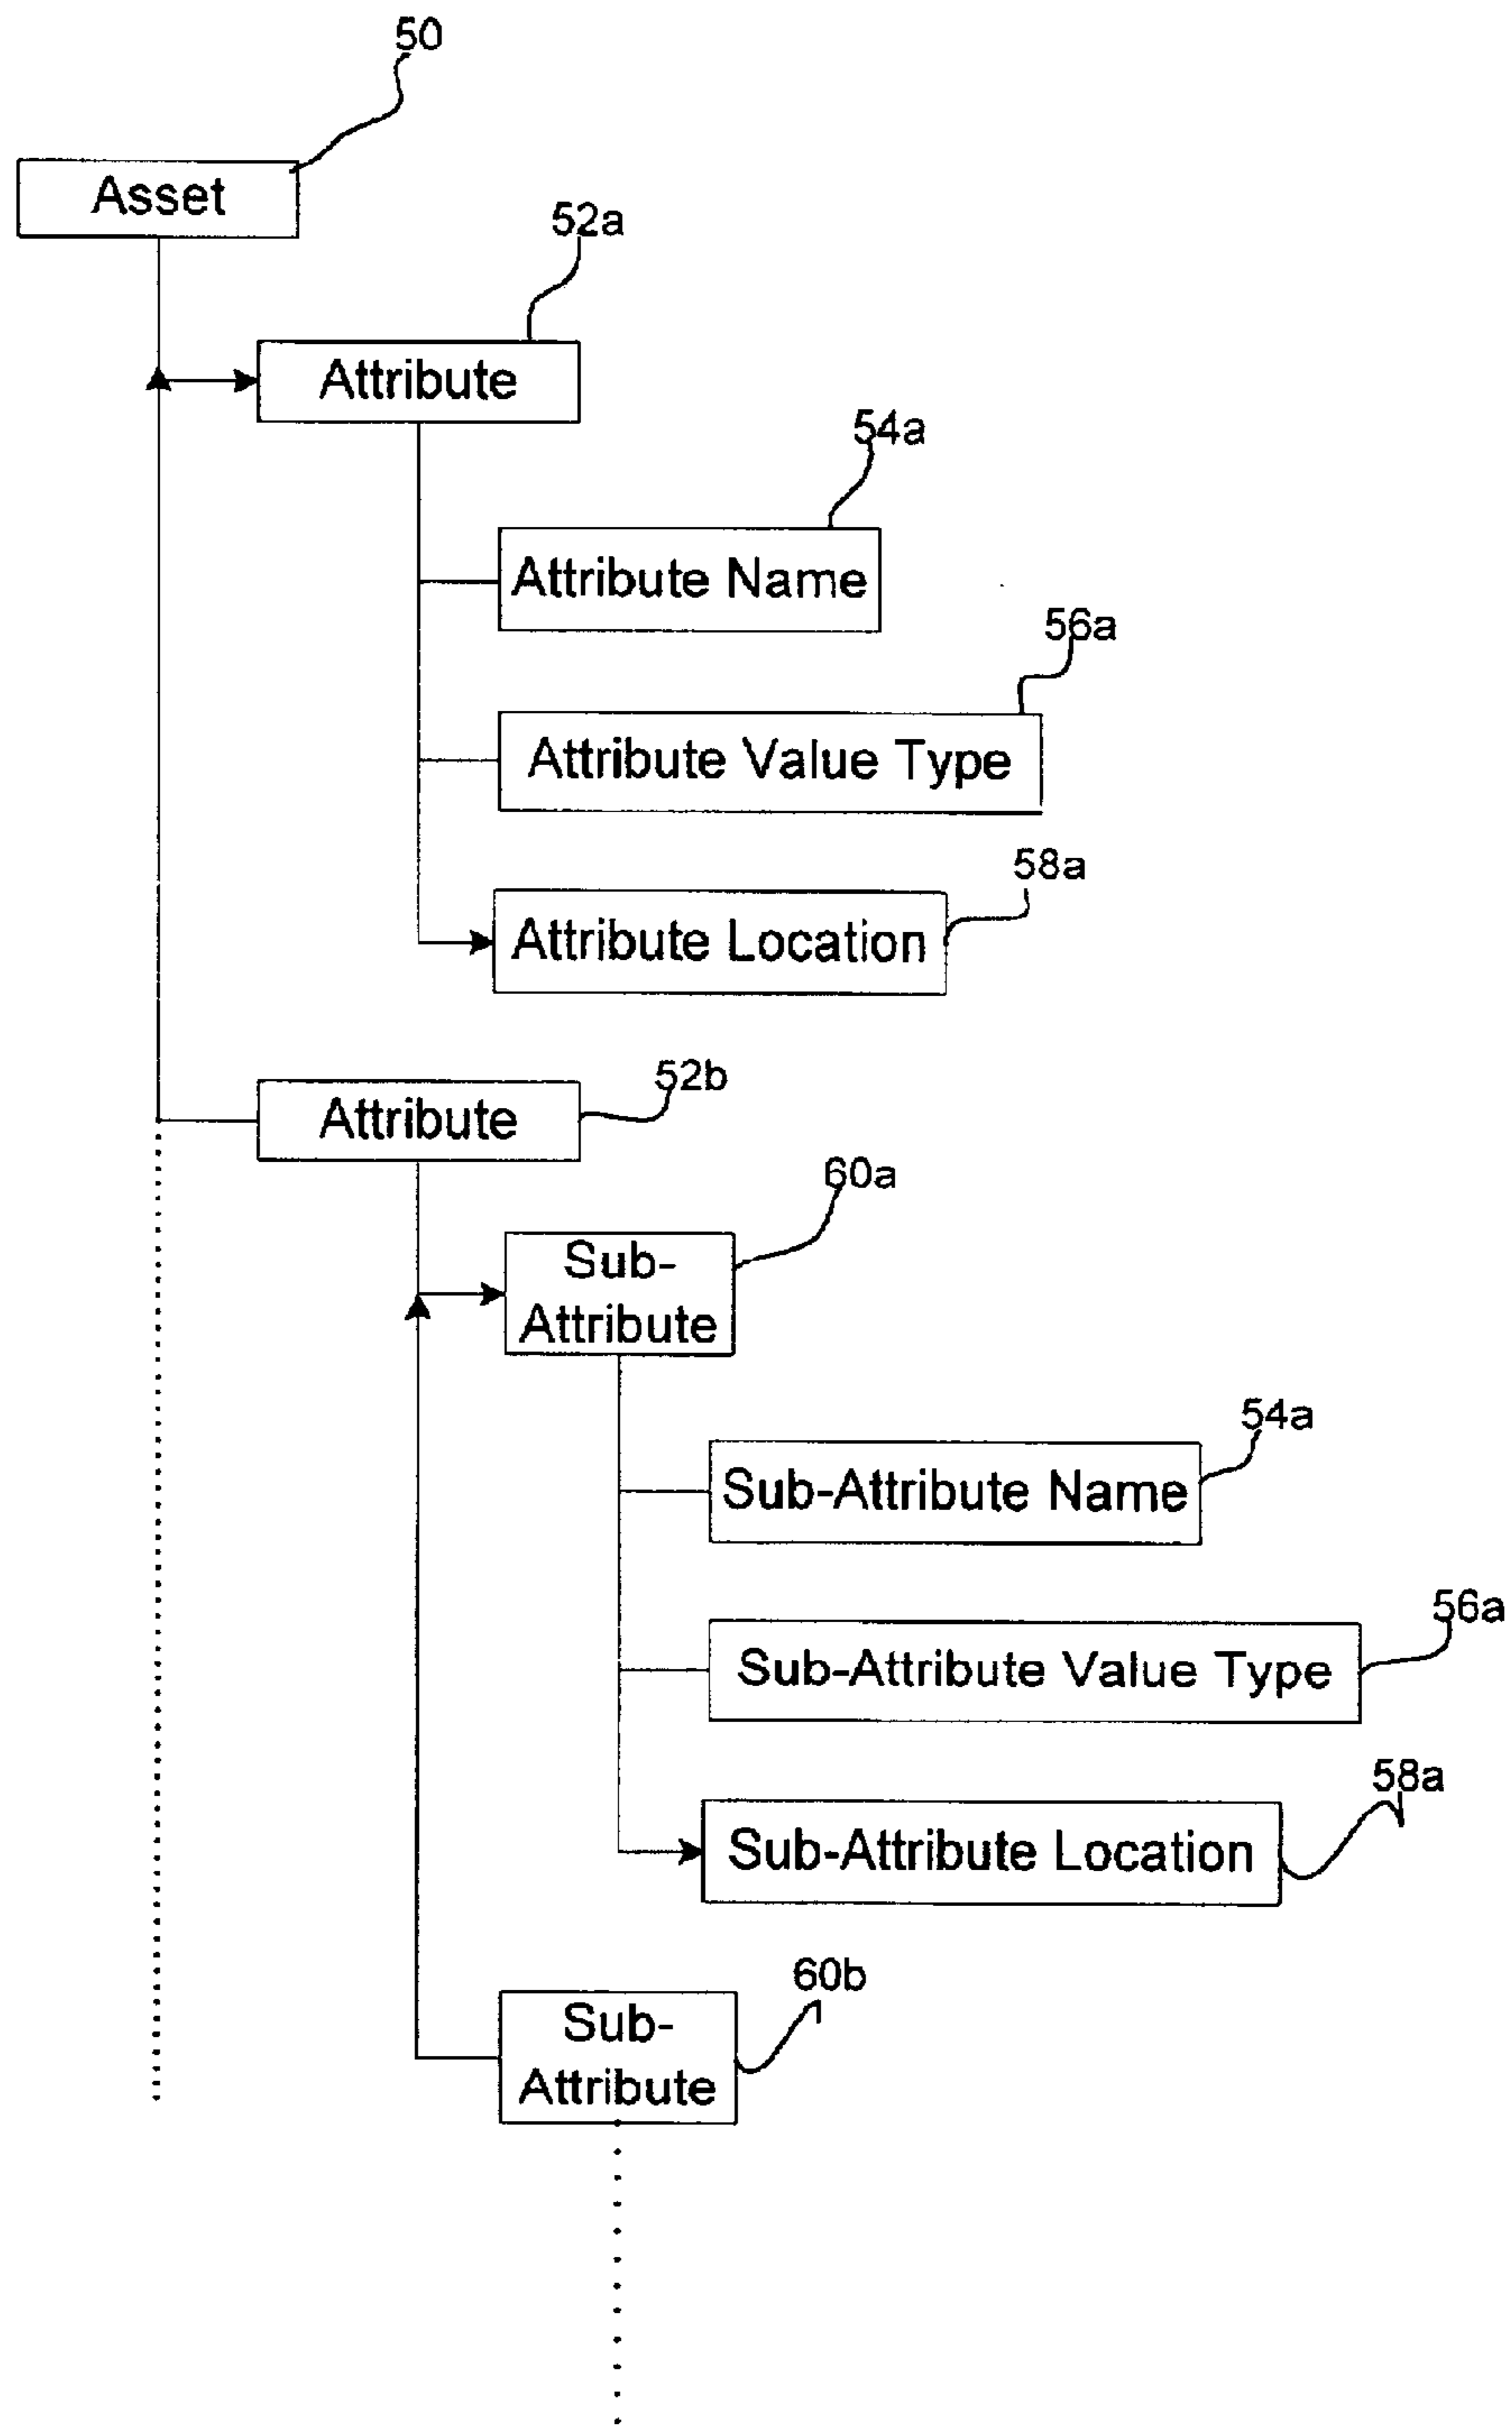 50
Asset
52a
Attribute
54a
Attribute Name
56a
Attribute Value Type
58a
Attribute Location
52b
Attribute
60a
Sub-
Attribute
54a
Sub-Attribute Name
56a
Sub-Attribute Value Type
58a
Sub-Attribute Location
60b
Sub-
Attribute